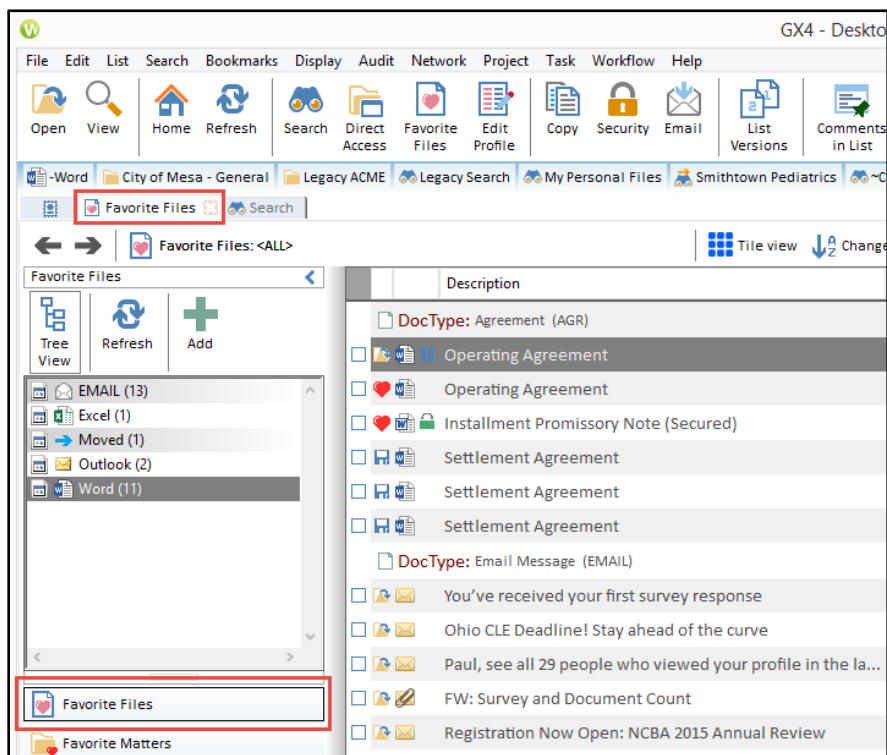 W
GX4 - Deskto
File Edit List Search Bookmarks Display Audit Network Project Task Workflow Help
Open View Home Refresh Search Direct Access Favorite Files Edit Profile Copy Security Email List Versions Comments in List
-Word City of Mesa - General Legacy ACME Legacy Search My Personal Files Smithtown Pediatrics ~C
Favorite Files Search
Favorite Files: <ALL> Tile view A Z Change
Favorite Files
Tree View Refresh Add
EMAIL (13)
Excel (1)
Moved (1)
Outlook (2)
Word (11)
Favorite Files
Favorite Matters
Description
DocType: Agreement (AGR)
Operating Agreement
Operating Agreement
Installment Promissory Note (Secured)
Settlement Agreement
Settlement Agreement
Settlement Agreement
DocType: Email Message (EMAIL)
You've received your first survey response
Ohio CLE Deadline! Stay ahead of the curve
Paul, see all 29 people who viewed your profile in the la...
FW: Survey and Document Count
Registration Now Open: NCBA 2015 Annual Review